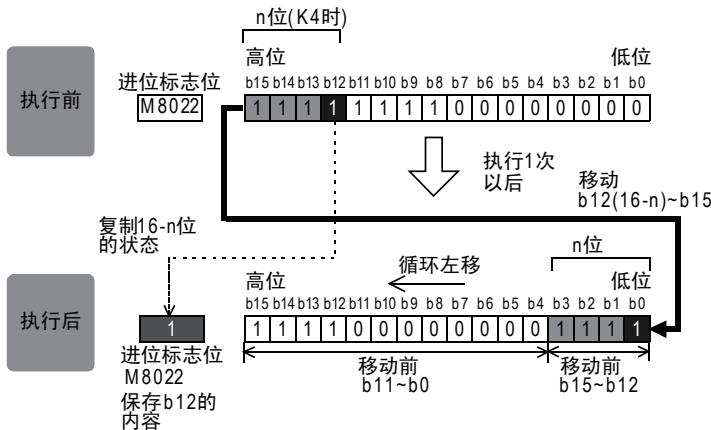 n位(K4时)
高位 低位
进位标志位 b15 b14 b13 b12 b11 b10 b9 b8 b7 b6 b5 b4 b3 b2 b1 b0
执行前 M8022 1 1 1 1 1 1 1 1 0 0 0 0 0 0 0 0
执行1次
以后
移动
b12(16-n)~b15
复制16-n位
的状态
n位
循环左移
高位 低位
b15 b14 b13 b12 b11 b10 b9 b8 b7 b6 b5 b4 b3 b2 b1 b0
执行后 1 1 1 1 1 0 0 0 0 0 0 0 0 1 1 1 1
进位标志位
M8022
保存b12的
内容
移动前
b11~b0
移动前
b15~b12